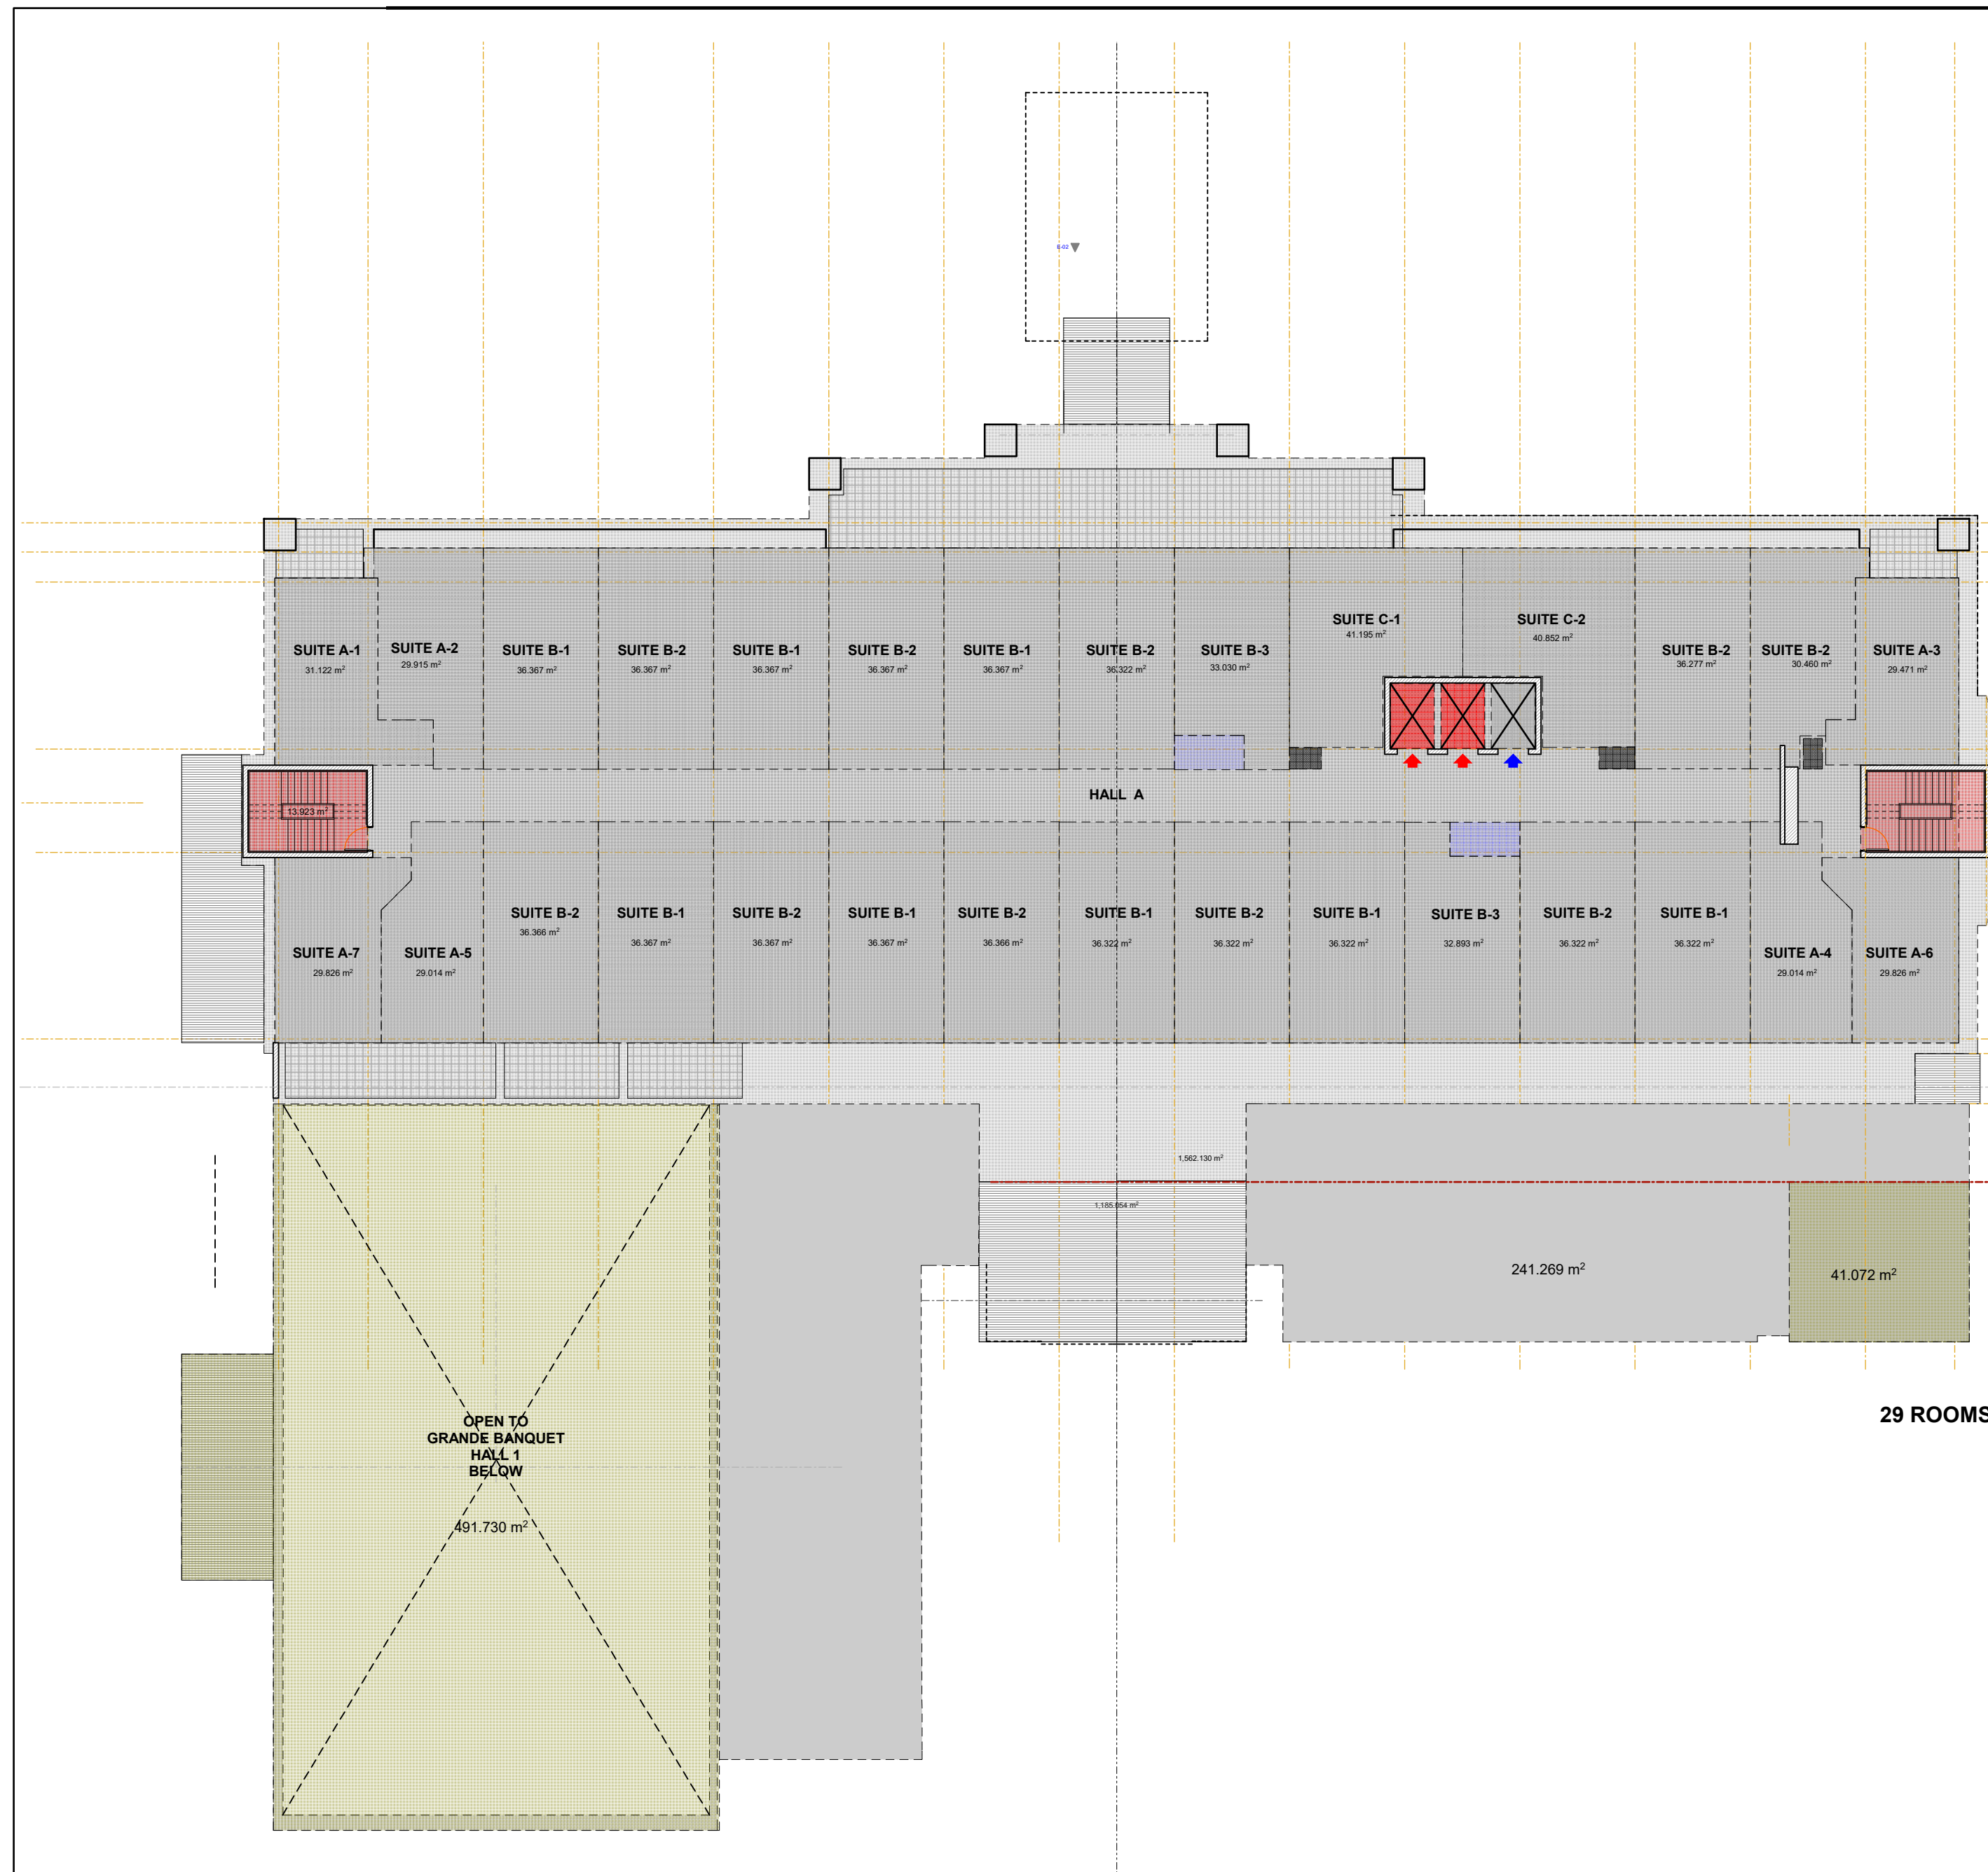 E-02
SUITE C-1
41.195 m²
SUITE C-2
40.852 m²
SUITE A-1
31.122 m²
SUITE A-2
29.915 m²
SUITE B-1
36.367 m²
SUITE B-2
36.367 m²
SUITE B-1
36.367 m²
SUITE B-2
36.367 m²
SUITE B-1
36.367 m²
SUITE B-2
36.322 m²
SUITE B-3
33.030 m²
SUITE B-2
36.277 m²
SUITE B-2
30.460 m²
SUITE A-3
29.471 m²
HALL A
13.923 m²
SUITE A-7
29.826 m²
SUITE A-5
29.014 m²
SUITE B-2
36.366 m²
SUITE B-1
36.367 m²
SUITE B-2
36.367 m²
SUITE B-1
36.367 m²
SUITE B-2
36.366 m²
SUITE B-1
36.322 m²
SUITE B-2
36.322 m²
SUITE B-1
36.322 m²
SUITE B-3
32.893 m²
SUITE B-2
36.322 m²
SUITE B-1
36.322 m²
SUITE A-4
29.014 m²
SUITE A-6
29.826 m²
1,562.130 m²
1,185.054 m²
241.269 m²
41.072 m²
29 ROOMS
OPEN TO
GRANDE BANQUET
HALL 1
BELOW
491.730 m²